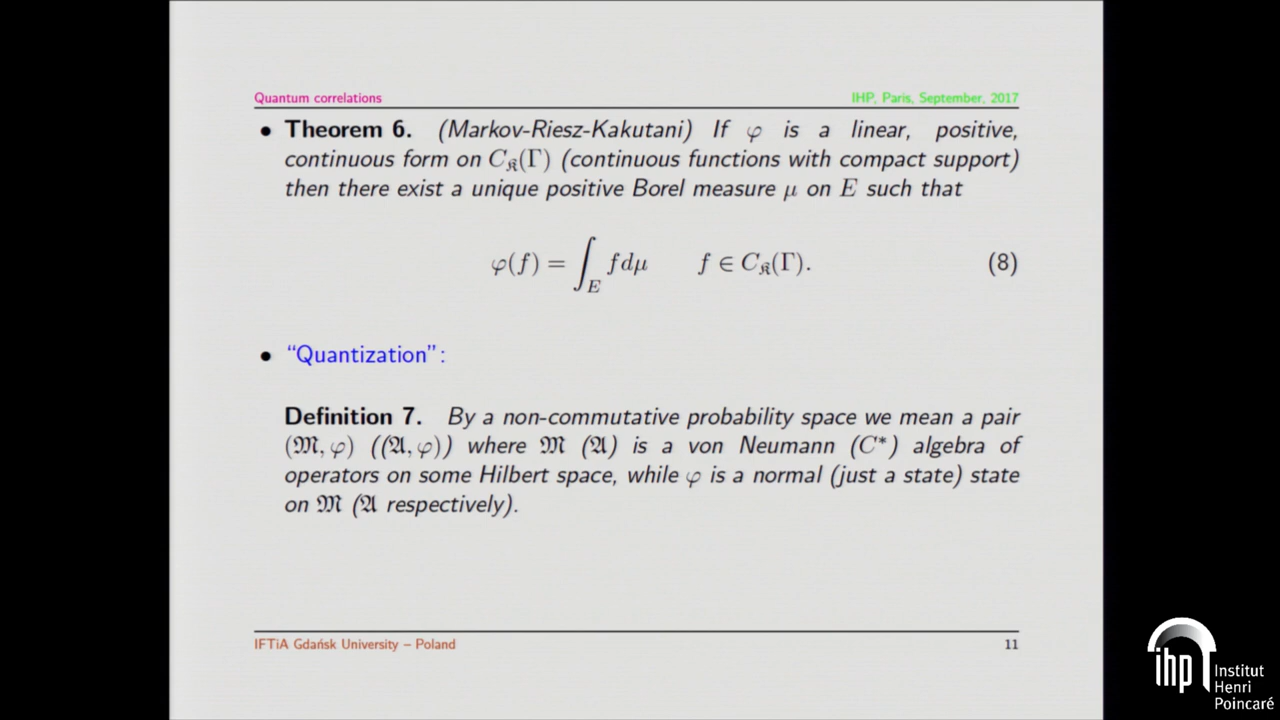 Quantum correlations IHP, Paris, September, 2017
• Theorem 6. (Markov-Riesz-Kakutani) If φ is a linear, positive,
continuous form on C_𝔎(Γ) (continuous functions with compact support)
then there exist a unique positive Borel measure μ on E such that
φ(f) = ∫_E fdμ f ∈ C_𝔎(Γ). (8)
• “Quantization”:
Definition 7. By a non-commutative probability space we mean a pair
(𝔐, φ) ((𝔄, φ)) where 𝔐 (𝔄) is a von Neumann (C*) algebra of
operators on some Hilbert space, while φ is a normal (just a state) state
on 𝔐 (𝔄 respectively).
IFTiA Gdańsk University – Poland 11
ihp Institut
Henri
Poincaré